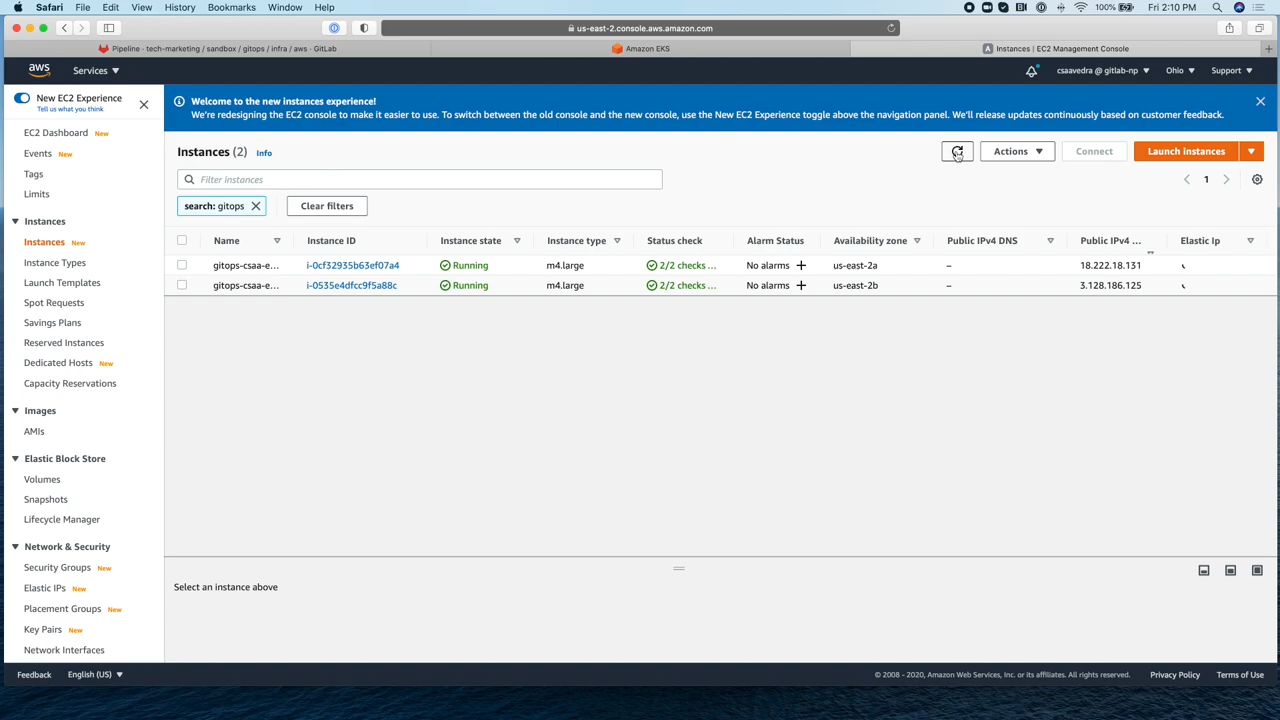 Safari File Edit View History Bookmarks Window Help 100% Fri 2:10 PM
us-east-2.console.aws.amazon.com
Pipeline · tech-marketing / sandbox / gitops / infra / aws · GitLab Amazon EKS Instances | EC2 Management Console
aws Services csaavedra @ gitlab-np Ohio Support
New EC2 Experience
Tell us what you think
EC2 Dashboard New
Events New
Tags
Limits
Instances
Instances New
Instance Types
Launch Templates
Spot Requests
Savings Plans
Reserved Instances
Dedicated Hosts New
Capacity Reservations
Images
AMIs
Elastic Block Store
Volumes
Snapshots
Lifecycle Manager
Network & Security
Security Groups New
Elastic IPs New
Placement Groups New
Key Pairs New
Network Interfaces
Welcome to the new instances experience!
We're redesigning the EC2 console to make it easier to use. To switch between the old console and the new console, use the New EC2 Experience toggle above the navigation panel. We'll release updates continuously based on customer feedback.
Instances (2) Info Actions Connect Launch instances
Filter instances 1
search: gitops Clear filters
Name Instance ID Instance state Instance type Status check Alarm Status Availability zone Public IPv4 DNS Public IPv4 ... Elastic Ip
gitops-csaa-e... i-0cf32935b63ef07a4 Running m4.large 2/2 checks ... No alarms + us-east-2a – 18.222.18.131
gitops-csaa-e... i-0535e4dfcc9f5a88c Running m4.large 2/2 checks ... No alarms + us-east-2b – 3.128.186.125
Select an instance above
Feedback English (US) © 2008 - 2020, Amazon Web Services, Inc. or its affiliates. All rights reserved. Privacy Policy Terms of Use